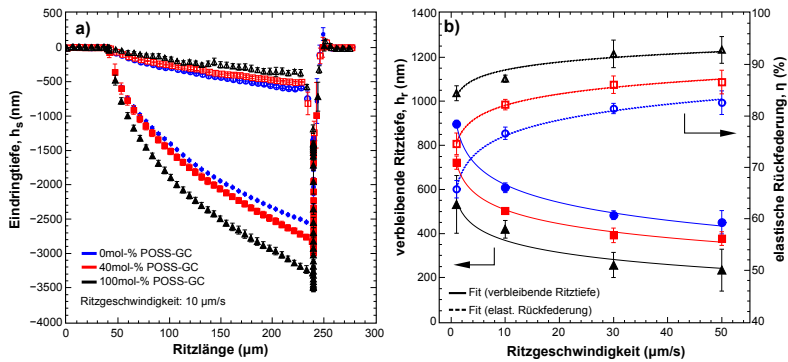 a)
Eindringtiefe, hₛ (nm)
500
0
−500
−1000
−1500
−2000
−2500
−3000
−3500
−4000
0mol-% POSS-GC
40mol-% POSS-GC
100mol-% POSS-GC
Ritzgeschwindigkeit: 10 µm/s
0 50 100 150 200 250 300
Ritzlänge (µm)
b)
verbleibende Ritztiefe, hᵣ (nm)
1400
1200
1000
800
600
400
200
0
Fit (verbleibende Ritztiefe)
Fit (elast. Rückfederung)
0 10 20 30 40 50
Ritzgeschwindigkeit (µm/s)
100
90
80
70
60
50
40
elastische Rückfederung, η (%)